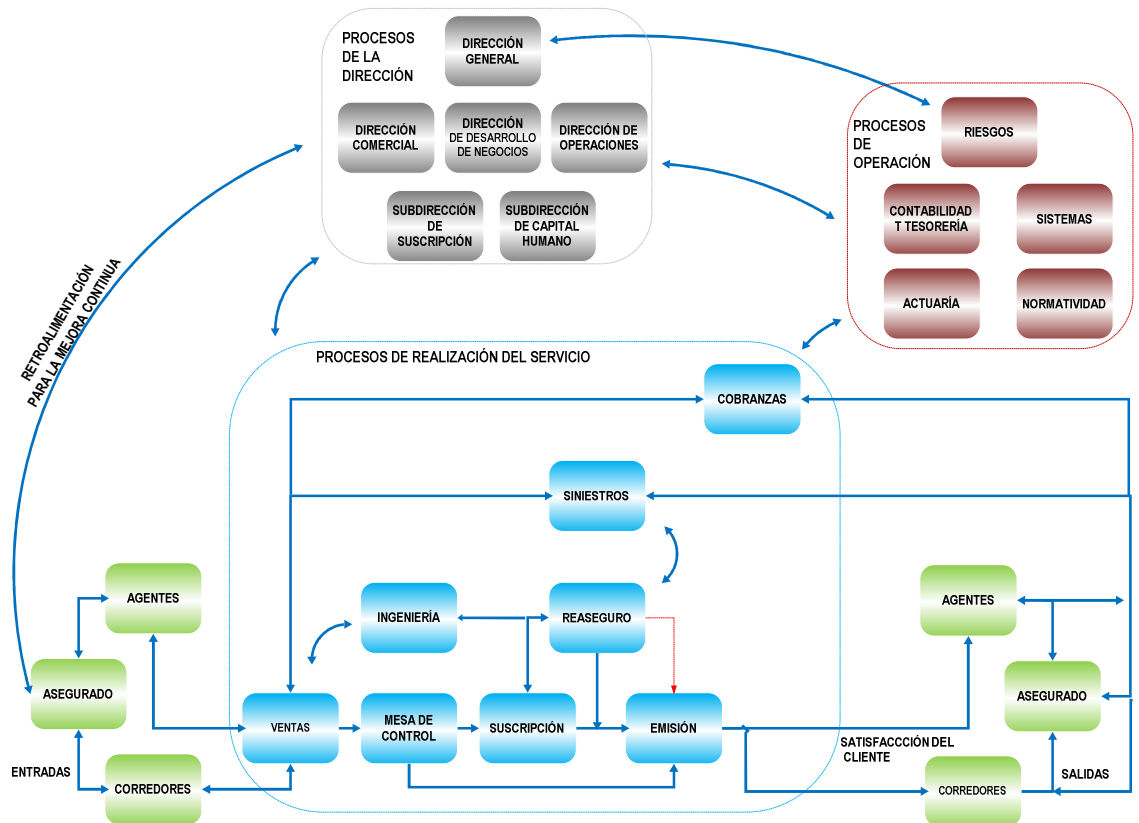 PROCESOS
DE LA
DIRECCIÓN
DIRECCIÓN
GENERAL
DIRECCIÓN
COMERCIAL
DIRECCIÓN
DE DESARROLLO
DE NEGOCIOS
DIRECCIÓN DE
OPERACIONES
SUBDIRECCIÓN
DE
SUSCRIPCIÓN
SUBDIRECCIÓN
DE CAPITAL
HUMANO
PROCESOS
DE
OPERACIÓN
RIESGOS
CONTABILIDAD
T TESORERÍA
SISTEMAS
ACTUARÍA
NORMATIVIDAD
RETROALIMENTACIÓN
PARA LA MEJORA CONTINUA
PROCESOS DE REALIZACIÓN DEL SERVICIO
COBRANZAS
SINIESTROS
INGENIERÍA
REASEGURO
VENTAS
MESA DE
CONTROL
SUSCRIPCIÓN
EMISIÓN
AGENTES
ASEGURADO
ENTRADAS
CORREDORES
AGENTES
ASEGURADO
SATISFACCCIÓN DEL
CLIENTE
CORREDORES
SALIDAS